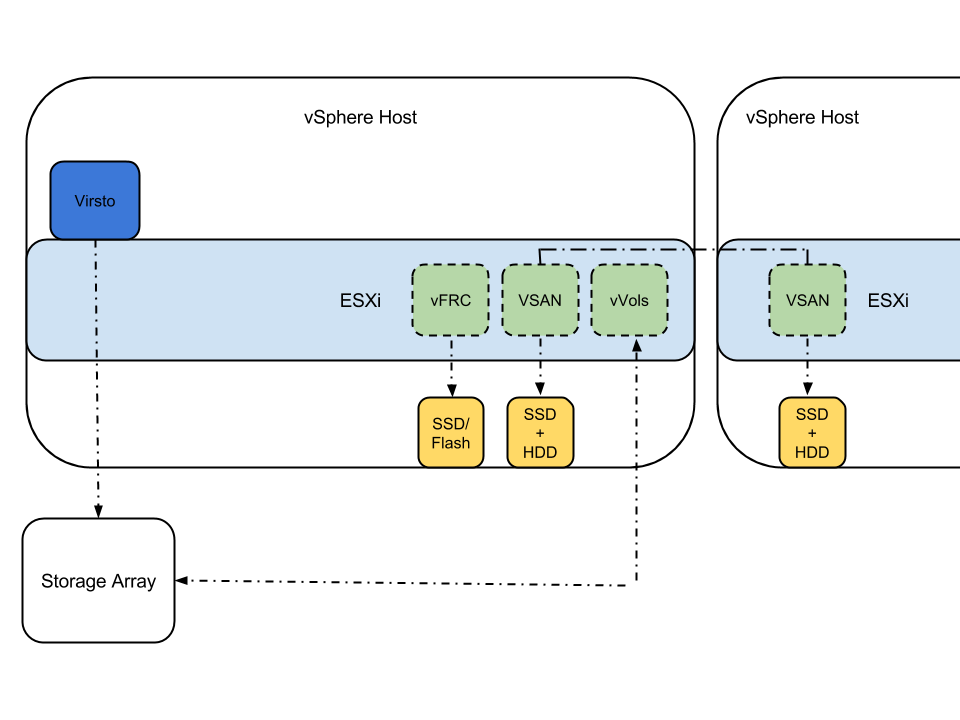 vSphere Host
vSphere Host
Virsto
ESXi
vFRC
VSAN
vVols
VSAN
ESXi
SSD/
Flash
SSD
+
HDD
SSD
+
HDD
Storage Array